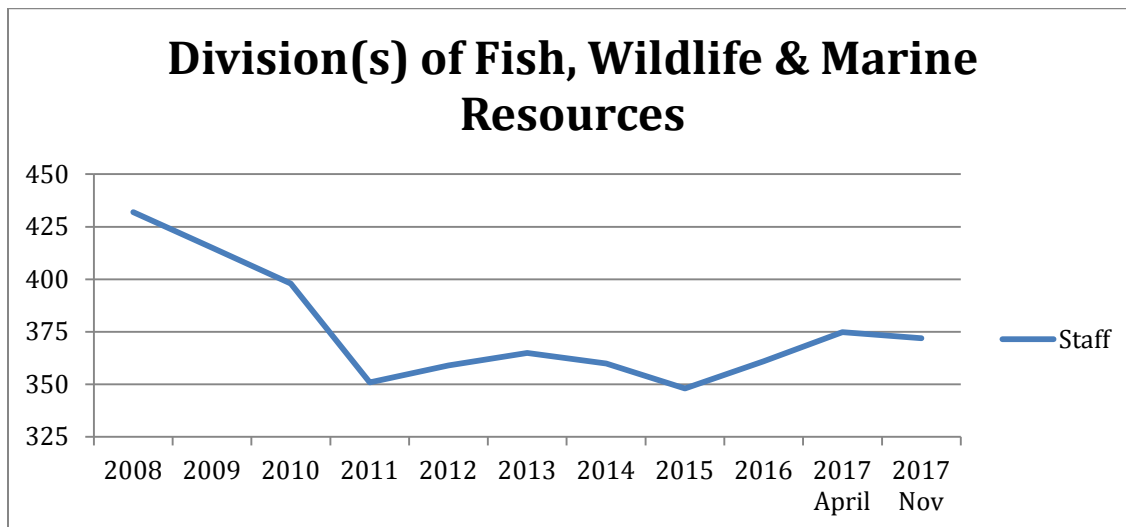 Division(s) of Fish, Wildlife & Marine
Resources
450
425
400
375
350
325
2008 2009 2010 2011 2012 2013 2014 2015 2016 2017 2017
April Nov
Staff